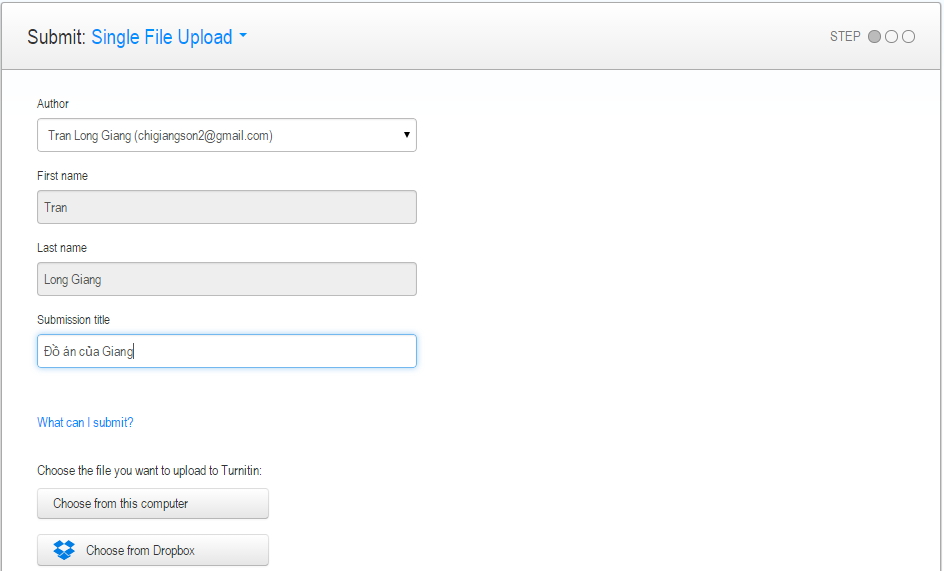 Submit: Single File Upload
STEP
Author
Tran Long Giang (chigiangson2@gmail.com)
First name
Tran
Last name
Long Giang
Submission title
Đồ án của Giang
What can I submit?
Choose the file you want to upload to Turnitin:
Choose from this computer
Choose from Dropbox